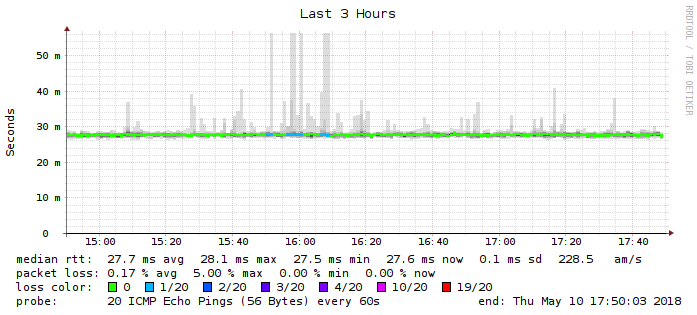 Last 3 Hours
RRDTOOL / TOBI OETIKER
Seconds
50 m
40 m
30 m
20 m
10 m
0
15:00 15:20 15:40 16:00 16:20 16:40 17:00 17:20 17:40
median rtt: 27.7 ms avg 28.1 ms max 27.5 ms min 27.6 ms now 0.1 ms sd 228.5 am/s
packet loss: 0.17 % avg 5.00 % max 0.00 % min 0.00 % now
loss color: 0 1/20 2/20 3/20 4/20 10/20 19/20
probe: 20 ICMP Echo Pings (56 Bytes) every 60s end: Thu May 10 17:50:03 2018